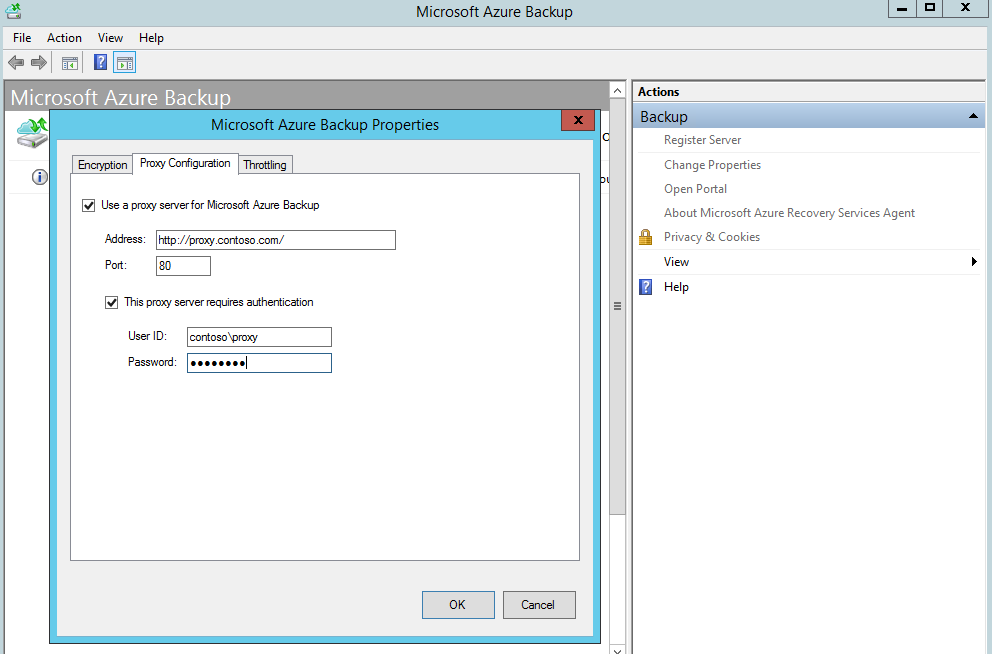 Microsoft Azure Backup
File Action View Help
Microsoft Azure Backup
Microsoft Azure Backup Properties
Encryption Proxy Configuration Throttling
Use a proxy server for Microsoft Azure Backup
Address: http://proxy.contoso.com/
Port: 80
This proxy server requires authentication
User ID: contoso\proxy
Password: ●●●●●●●●
OK Cancel
Actions
Backup
Register Server
Change Properties
Open Portal
About Microsoft Azure Recovery Services Agent
Privacy & Cookies
View
Help